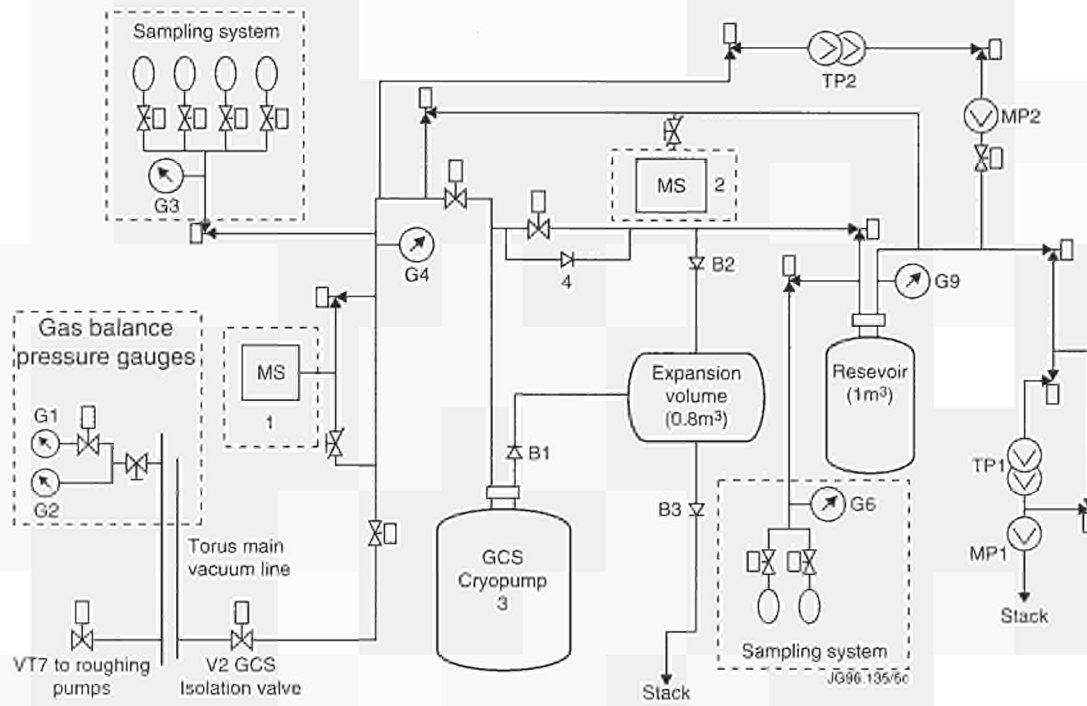 Sampling system
TP2
MP2
G3
MS 2
G4
4
B2
G9
Gas balance
pressure gauges
MS
1
G1
G2
Expansion
volume
(0.8m³)
Resevoir
(1m³)
B1
B3
G6
TP1
MP1
Stack
Torus main
vacuum line
GCS
Cryopump
3
VT7 to roughing
pumps
V2 GCS
Isolation valve
Stack
Sampling system
JG96.135/6c